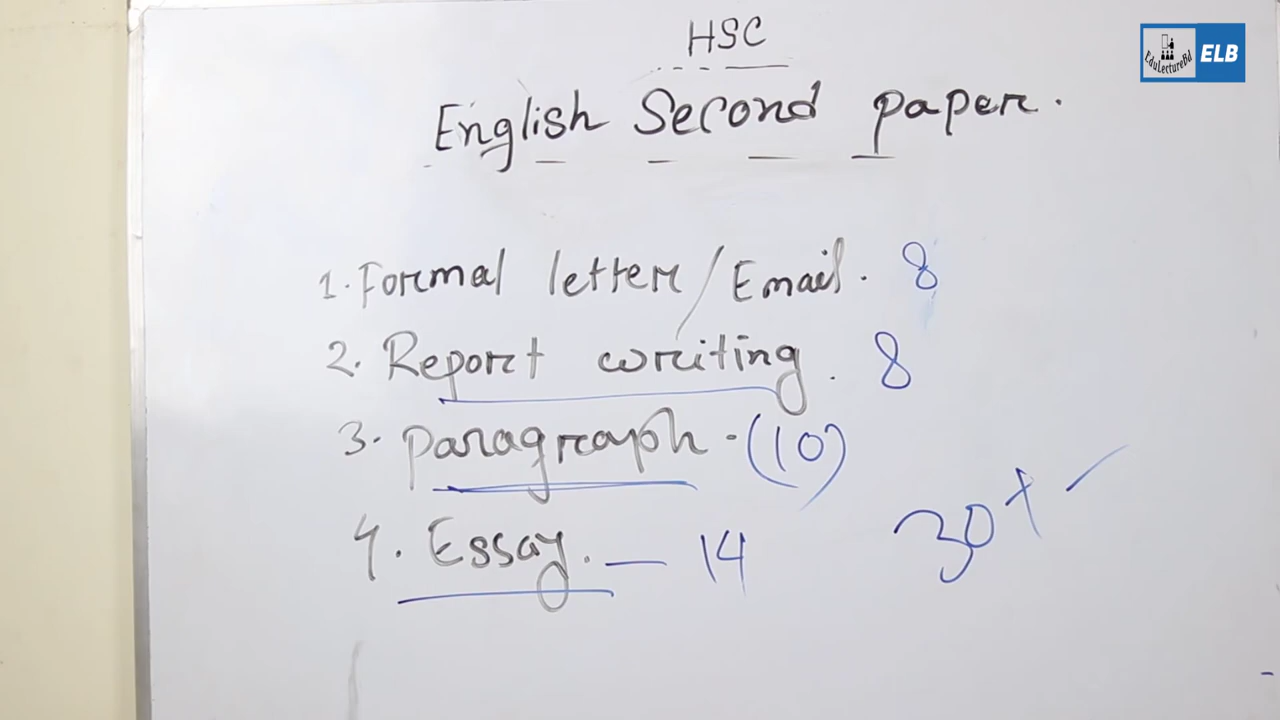 HSC
English Second paper.
1. Formal letter/Email. 8
2. Report writing. 8
3. paragraph - (10)
4. Essay. — 14
30+
EduLectureBd
ELB